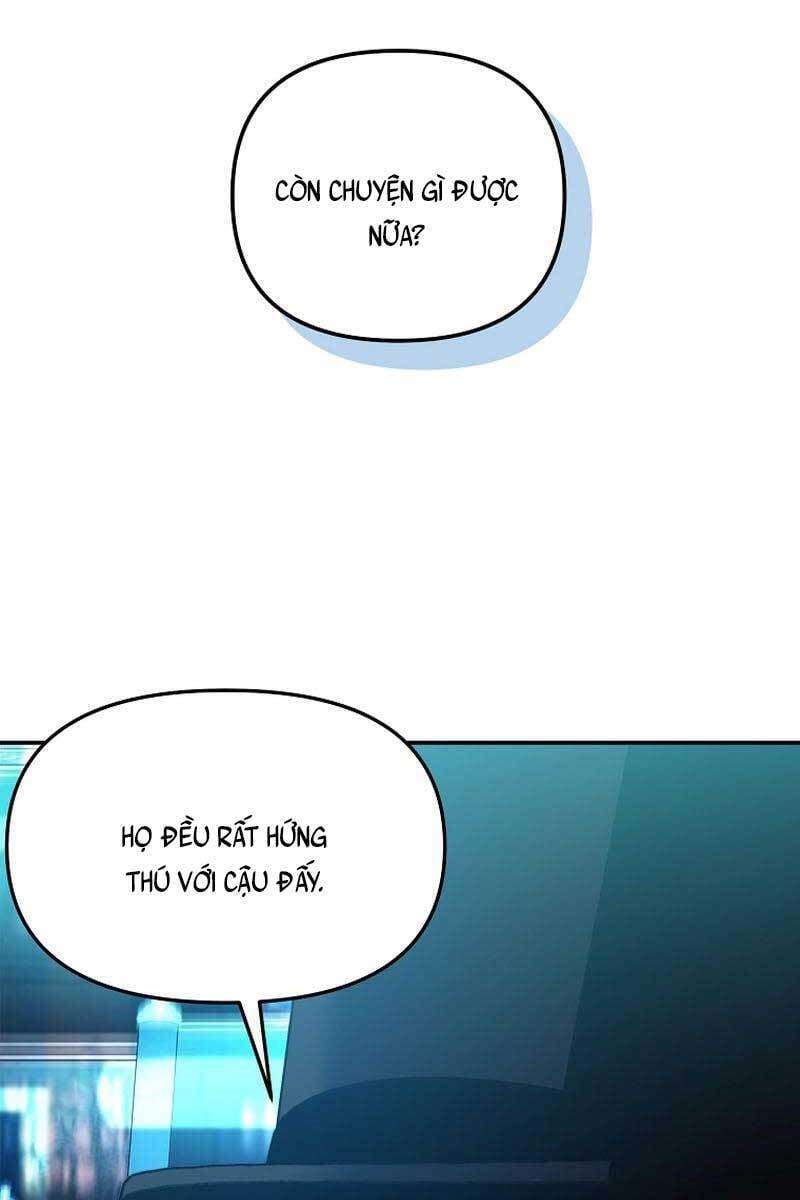 CÒN CHUYỆN GÌ ĐƯỢC
NỮA?
HỌ ĐỀU RẤT HỨNG
THÚ VỚI CẬU ĐẤY.